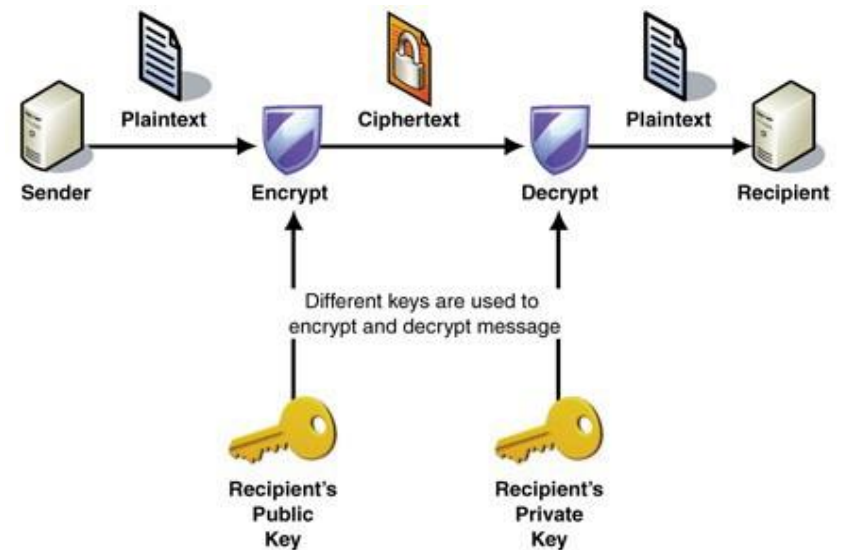 Plaintext
Ciphertext
Plaintext
Sender
Encrypt
Decrypt
Recipient
Different keys are used to
encrypt and decrypt message
Recipient's
Public
Key
Recipient's
Private
Key